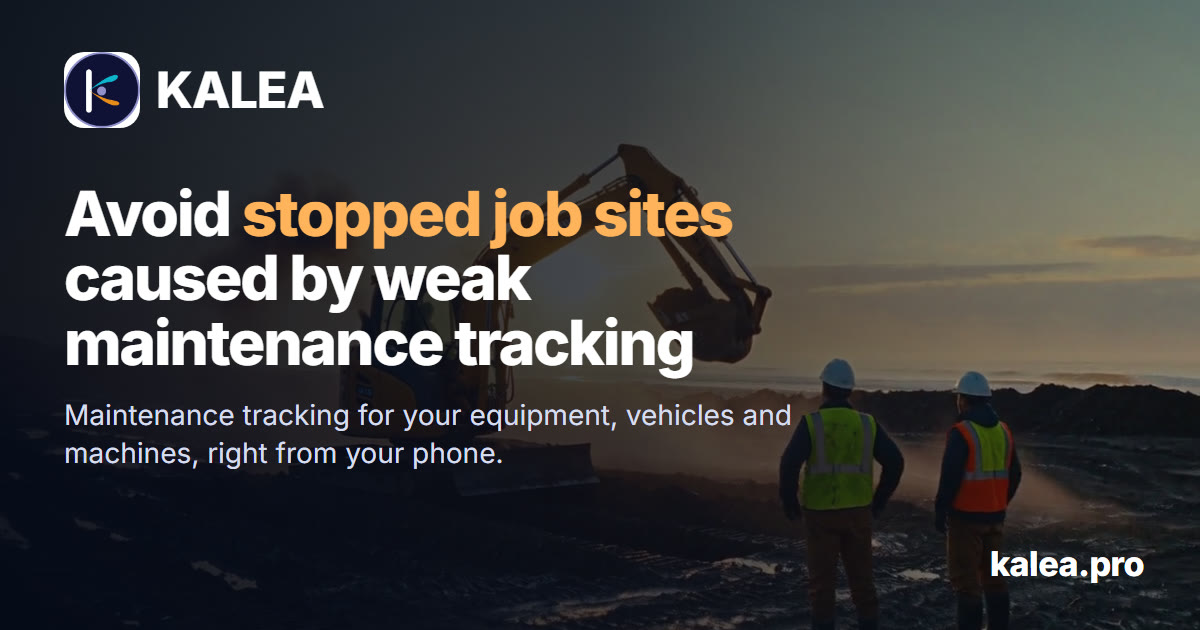 KALEA
Avoid stopped job sites
caused by weak
maintenance tracking
Maintenance tracking for your equipment, vehicles and
machines, right from your phone.
kalea.pro